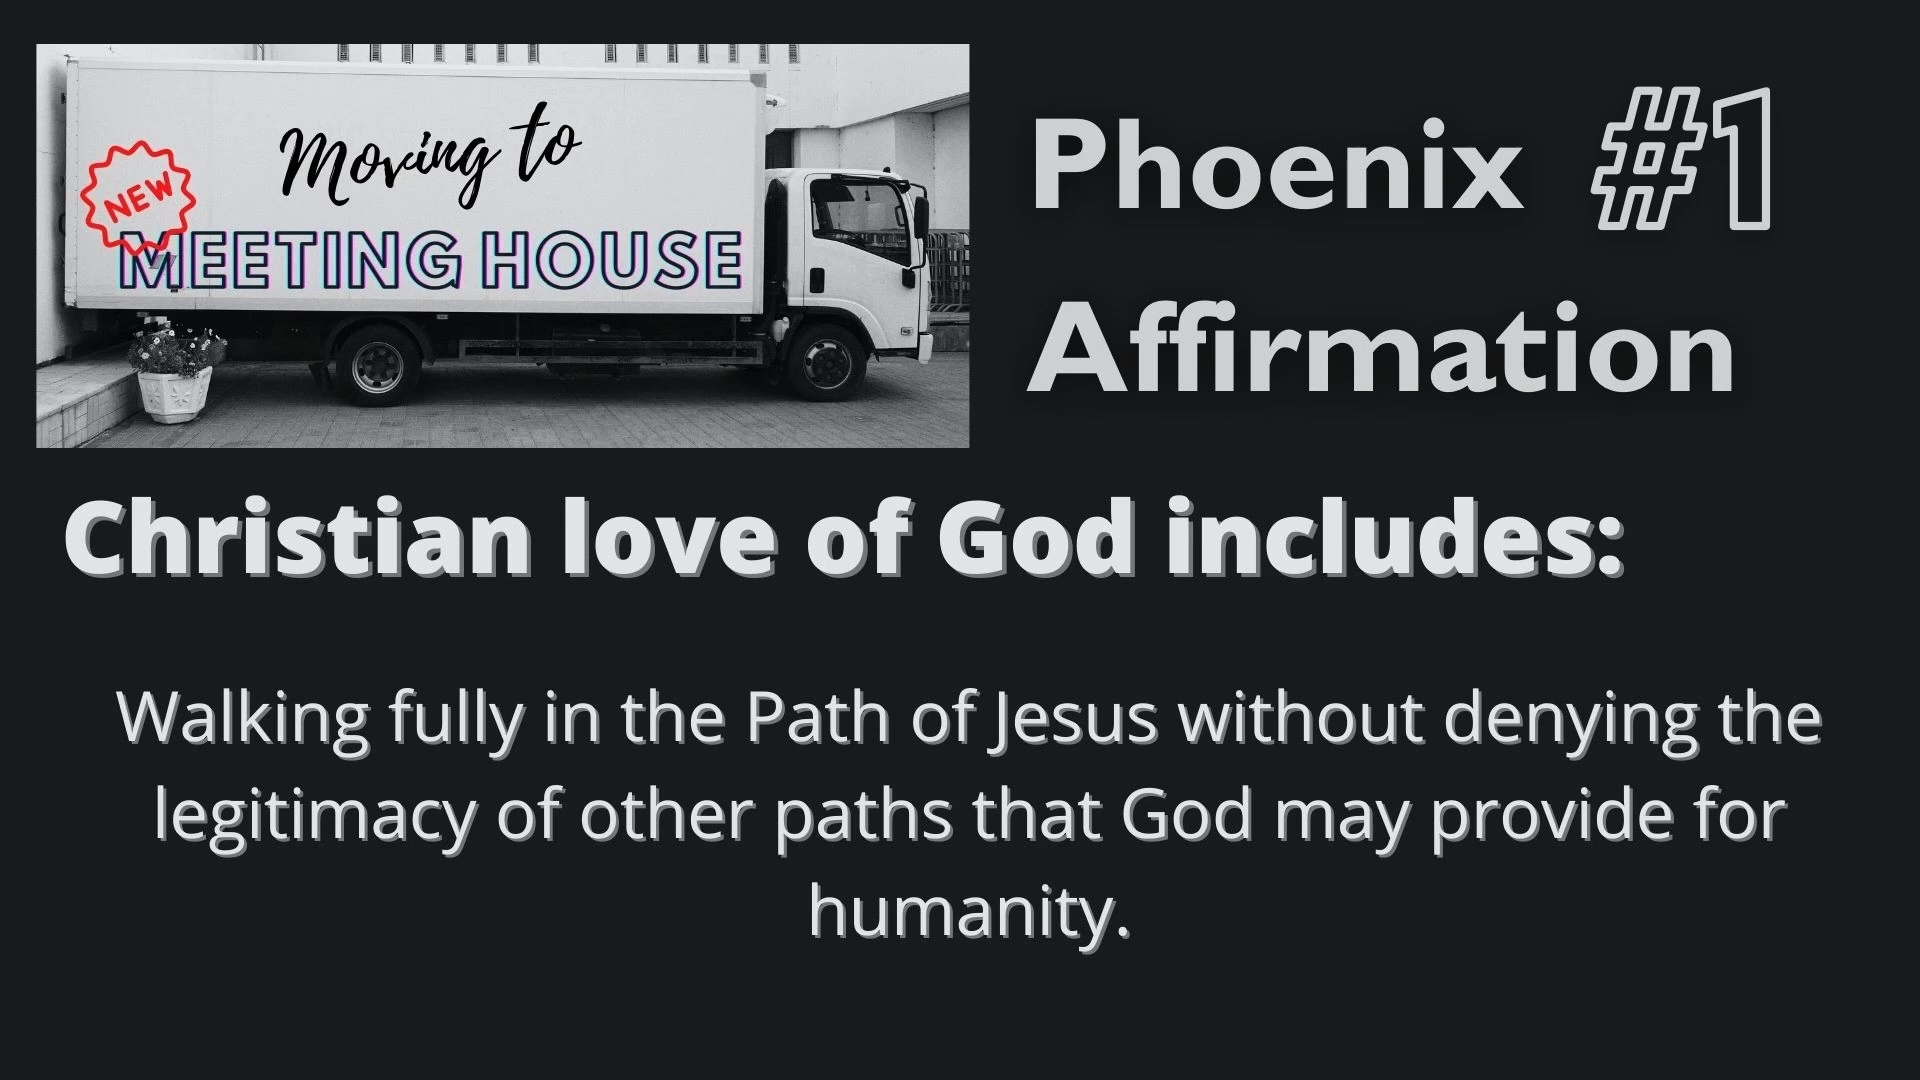 NEW
Moving to
MEETING HOUSE
Phoenix #1
Affirmation
Christian love of God includes:
Walking fully in the Path of Jesus without denying the
legitimacy of other paths that God may provide for
humanity.